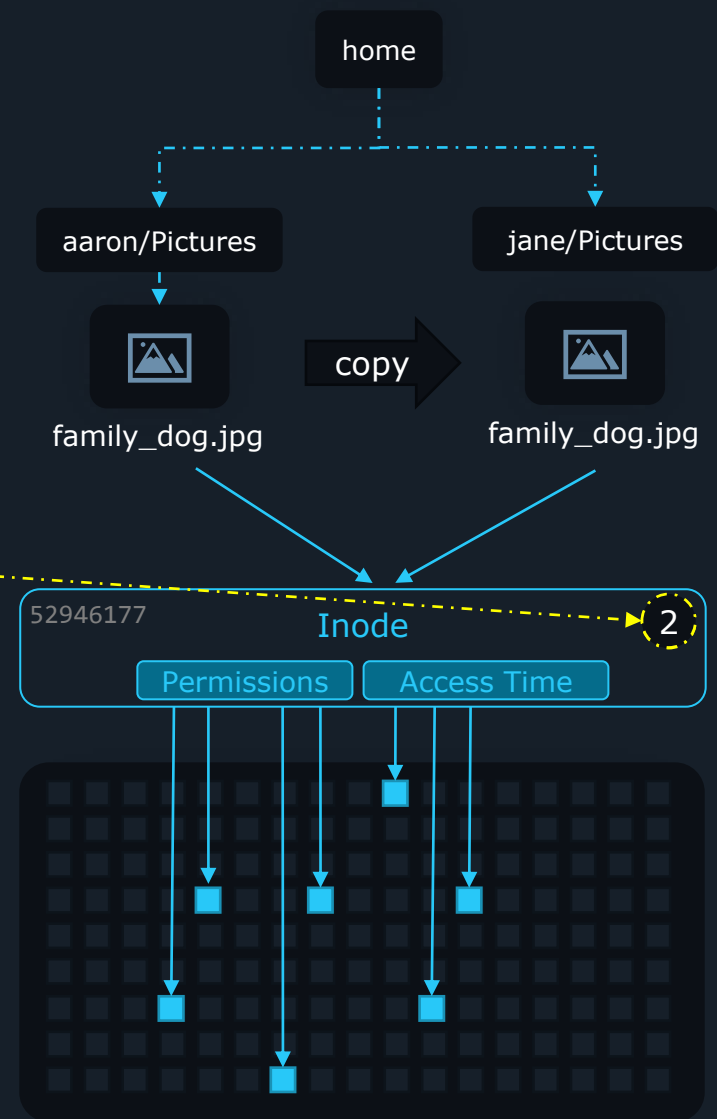 home
aaron/Pictures
jane/Pictures
copy
family_dog.jpg
family_dog.jpg
52946177
Inode
2
Permissions
Access Time